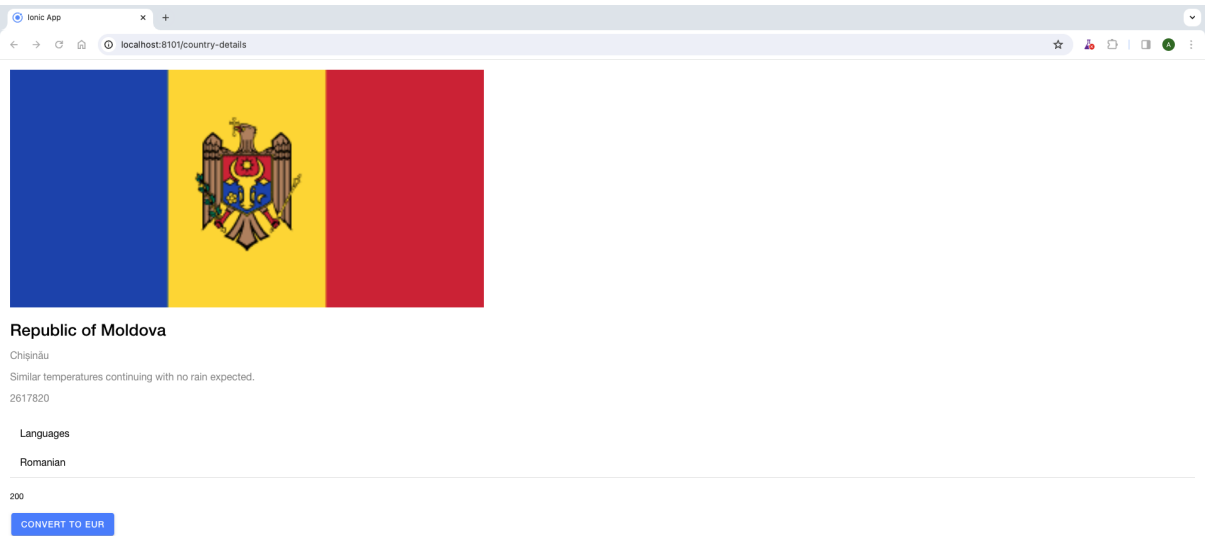 Ionic App
localhost:8101/country-details
A
Republic of Moldova
Chișinău
Similar temperatures continuing with no rain expected.
2617820
Languages
Romanian
200
CONVERT TO EUR